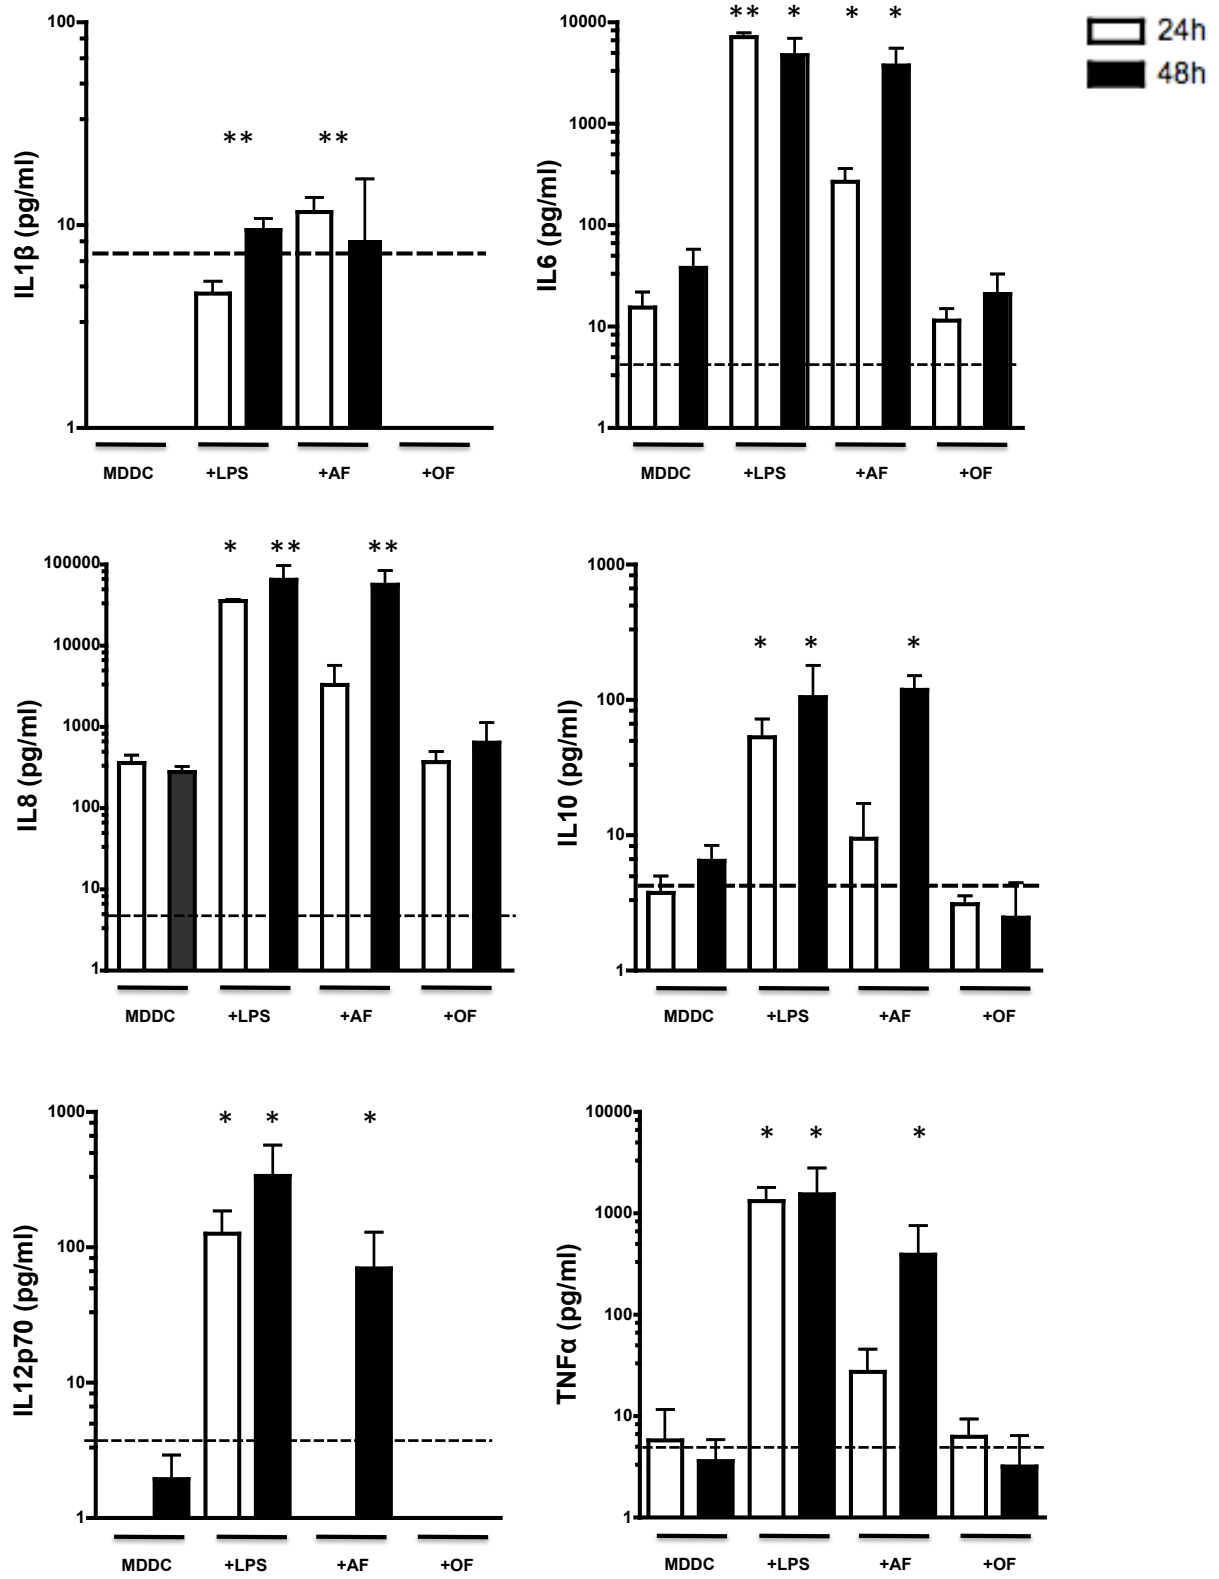 24h
48h
IL1β (pg/ml)
100
10
1
** **
MDDC +LPS +AF +OF
IL6 (pg/ml)
10000
1000
100
10
1
** * * *
MDDC +LPS +AF +OF
IL8 (pg/ml)
100000
10000
1000
100
10
1
* ** **
MDDC +LPS +AF +OF
IL10 (pg/ml)
1000
100
10
1
* * *
MDDC +LPS +AF +OF
IL12p70 (pg/ml)
1000
100
10
1
* * *
MDDC +LPS +AF +OF
TNFα (pg/ml)
10000
1000
100
10
1
* * *
MDDC +LPS +AF +OF